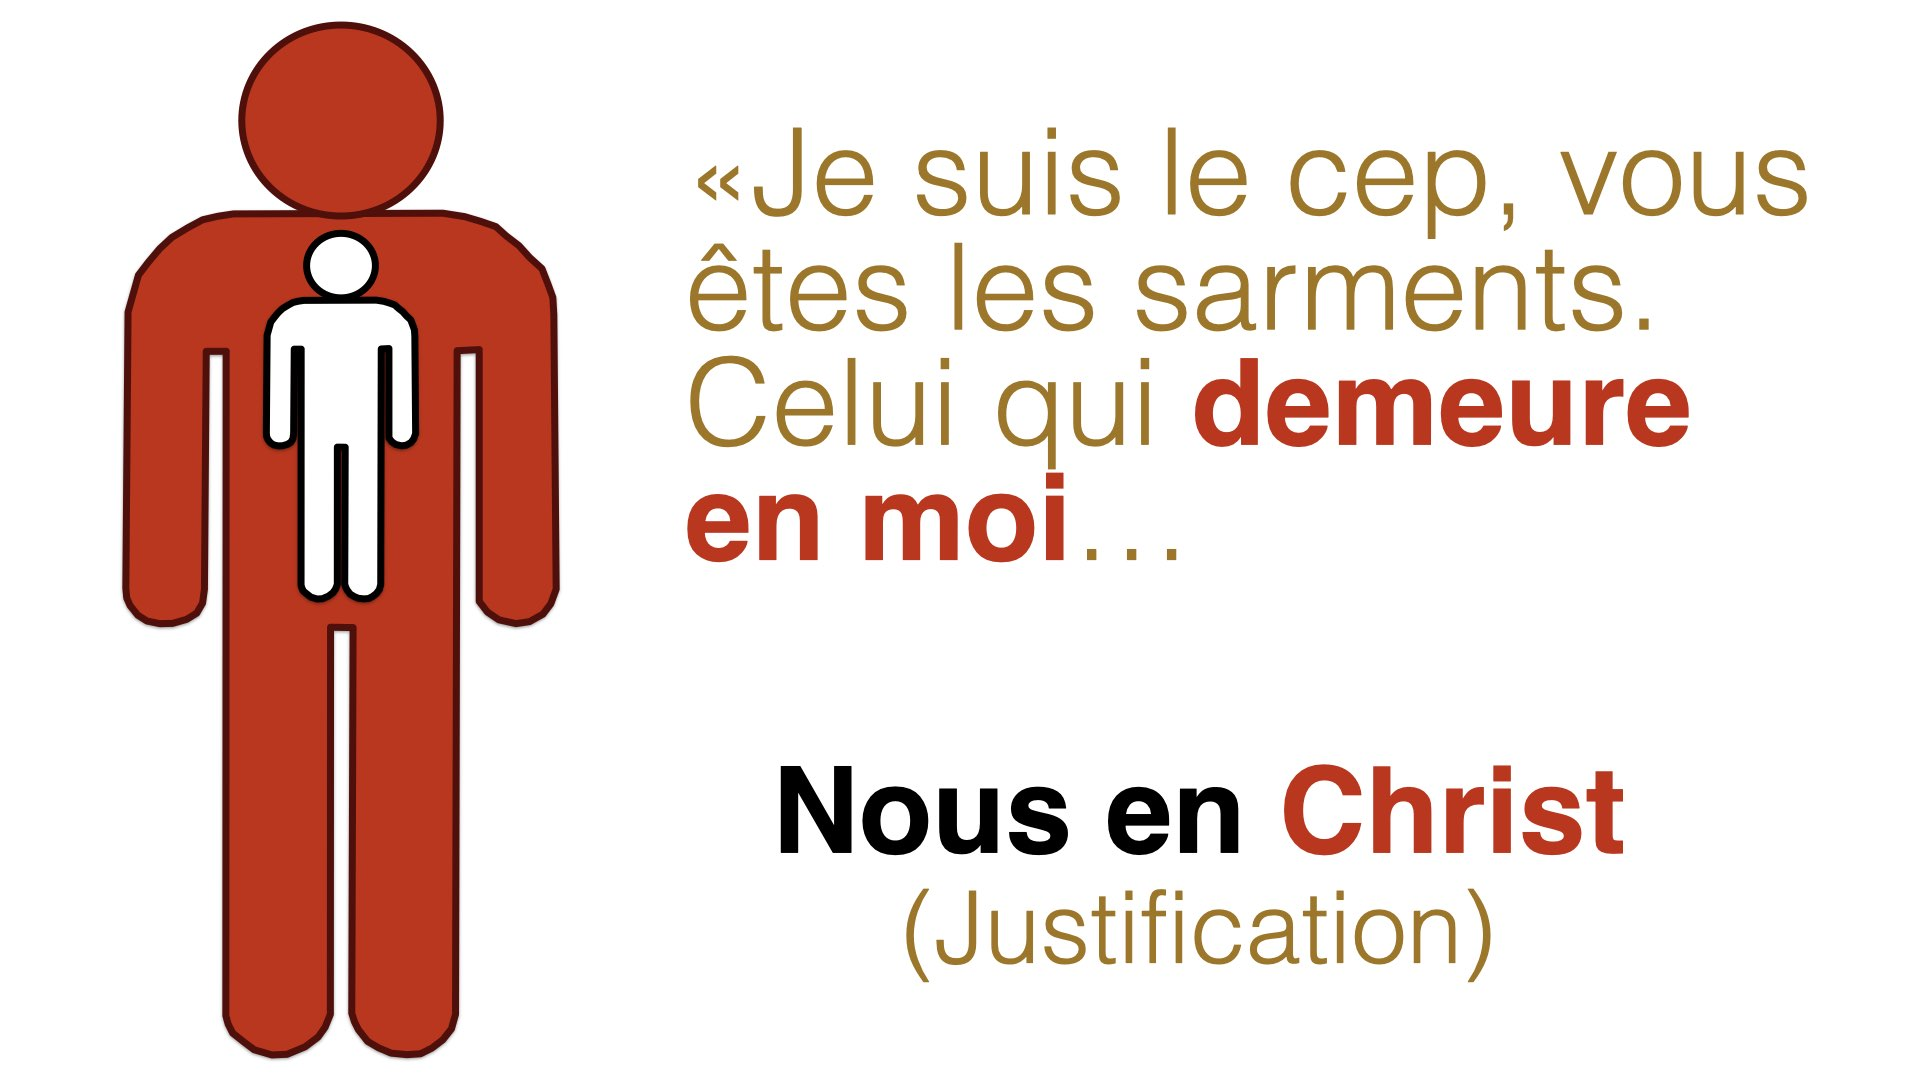 «Je suis le cep, vous
êtes les sarments.
Celui qui demeure
en moi…
Nous en Christ
(Justification)